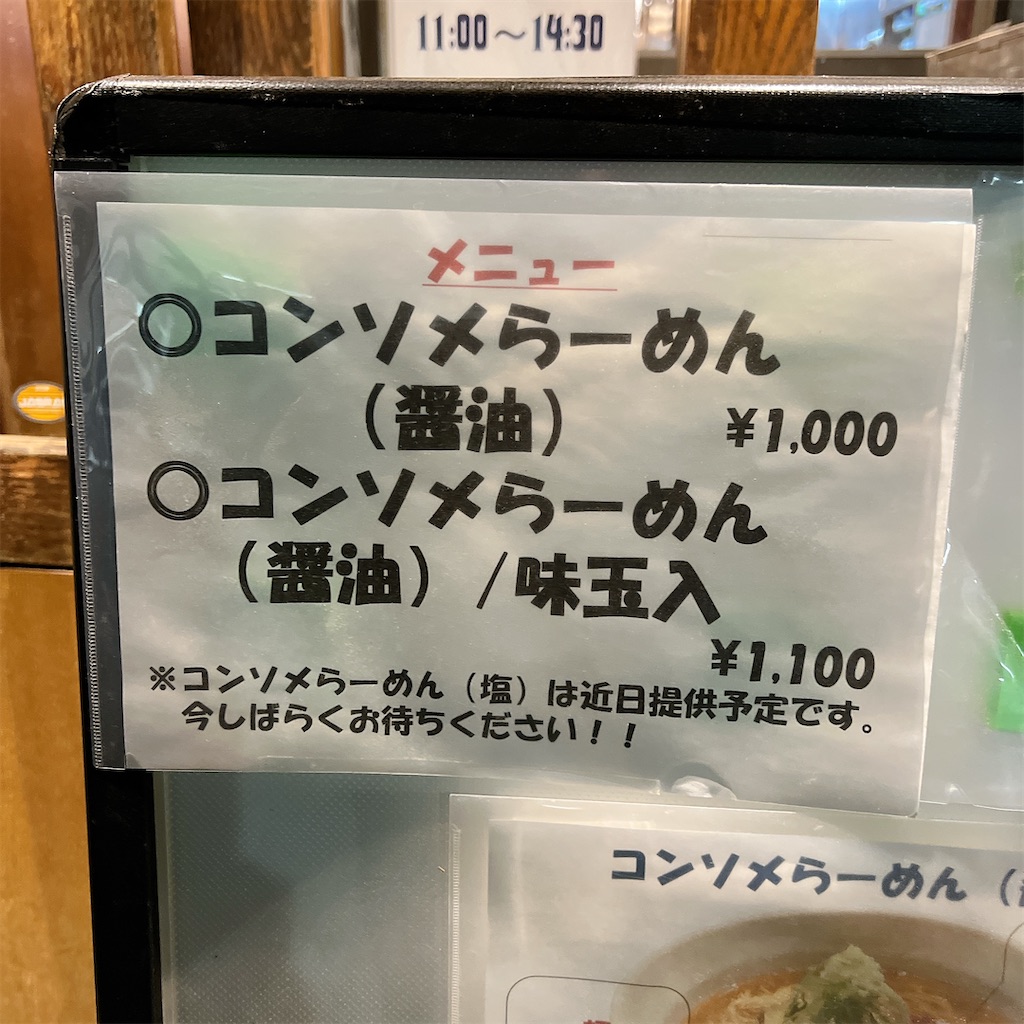 11:00～14:30
メニュー
○コンソメらーめん
（醤油） ¥1,000
○コンソメらーめん
（醤油）/味玉入
¥1,100
※コンソメらーめん（塩）は近日提供予定です。
今しばらくお待ちください！！
コンソメらーめん（